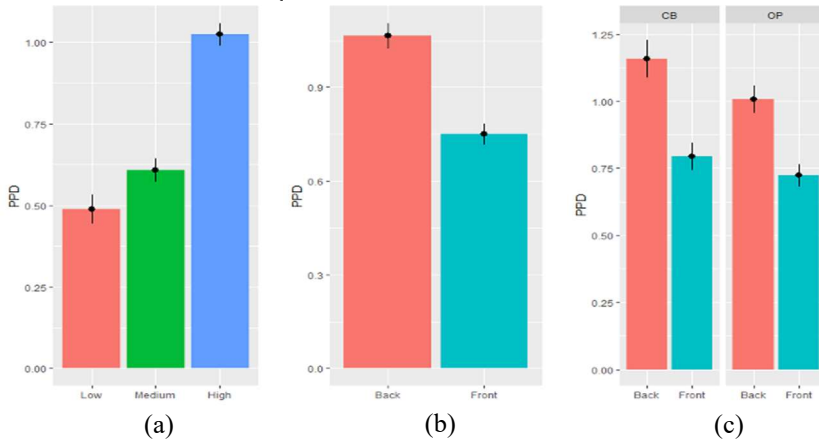 PPD
1.00
0.75
0.50
0.25
0.00
Low Medium High
(a)
PPD
0.9
0.6
0.3
0.0
Back Front
(b)
CB OP
PPD
1.25
1.00
0.75
0.50
0.25
0.00
Back Front Back Front
(c)